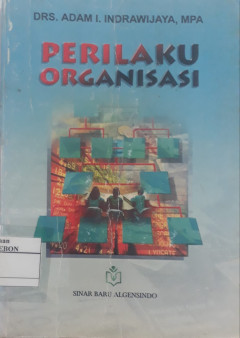 DRS. ADAM I. INDRAWIJAYA, MPA
PERILAKU
ORGANISASI
SINAR BARU ALGENSINDO